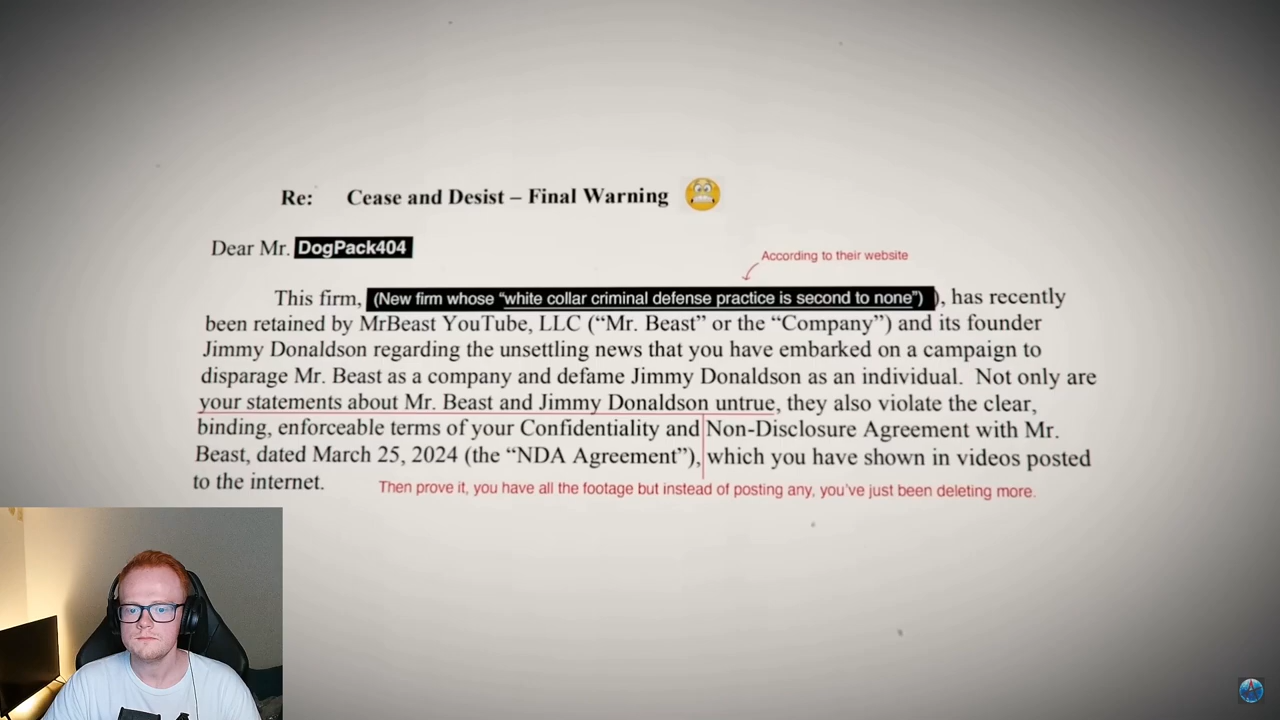 Re: Cease and Desist – Final Warning
Dear Mr. DogPack404
According to their website
This firm, (New firm whose “white collar criminal defense practice is second to none”) ), has recently
been retained by MrBeast YouTube, LLC (“Mr. Beast” or the “Company”) and its founder
Jimmy Donaldson regarding the unsettling news that you have embarked on a campaign to
disparage Mr. Beast as a company and defame Jimmy Donaldson as an individual. Not only are
your statements about Mr. Beast and Jimmy Donaldson untrue, they also violate the clear,
binding, enforceable terms of your Confidentiality and Non-Disclosure Agreement with Mr.
Beast, dated March 25, 2024 (the “NDA Agreement”), which you have shown in videos posted
to the internet.
Then prove it, you have all the footage but instead of posting any, you’ve just been deleting more.